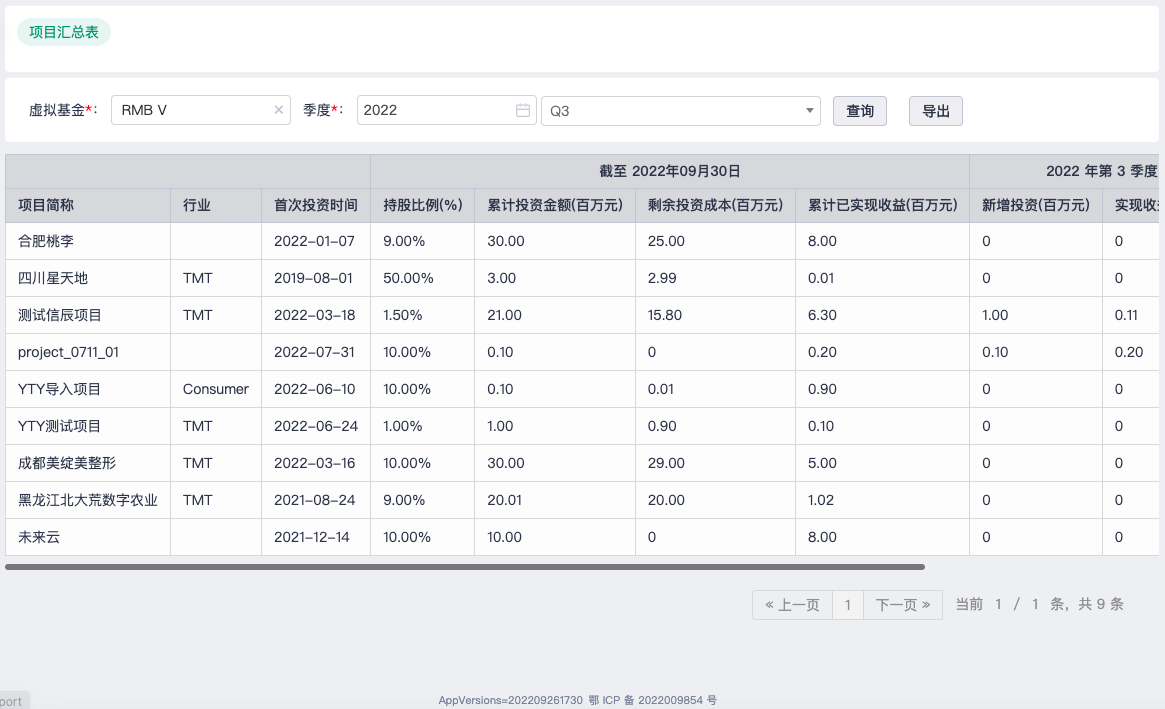 项目汇总表
虚拟基金*: RMB V × 季度*: 2022 Q3 查询 导出
截至 2022年09月30日 2022 年第 3 季度
项目简称 行业 首次投资时间 持股比例(%) 累计投资金额(百万元) 剩余投资成本(百万元) 累计已实现收益(百万元) 新增投资(百万元) 实现收
合肥桃李 2022-01-07 9.00% 30.00 25.00 8.00 0 0
四川星天地 TMT 2019-08-01 50.00% 3.00 2.99 0.01 0 0
测试信辰项目 TMT 2022-03-18 1.50% 21.00 15.80 6.30 1.00 0.11
project_0711_01 2022-07-31 10.00% 0.10 0 0.20 0.10 0.20
YTY导入项目 Consumer 2022-06-10 10.00% 0.10 0.01 0.90 0 0
YTY测试项目 TMT 2022-06-24 1.00% 1.00 0.90 0.10 0 0
成都美绽美整形 TMT 2022-03-16 10.00% 30.00 29.00 5.00 0 0
黑龙江北大荒数字农业 TMT 2021-08-24 9.00% 20.01 20.00 1.02 0 0
未来云 2021-12-14 10.00% 10.00 0 8.00 0 0
« 上一页 1 下一页 » 当前 1 / 1 条, 共 9 条
port AppVersions=202209261730 鄂 ICP 备 2022009854 号